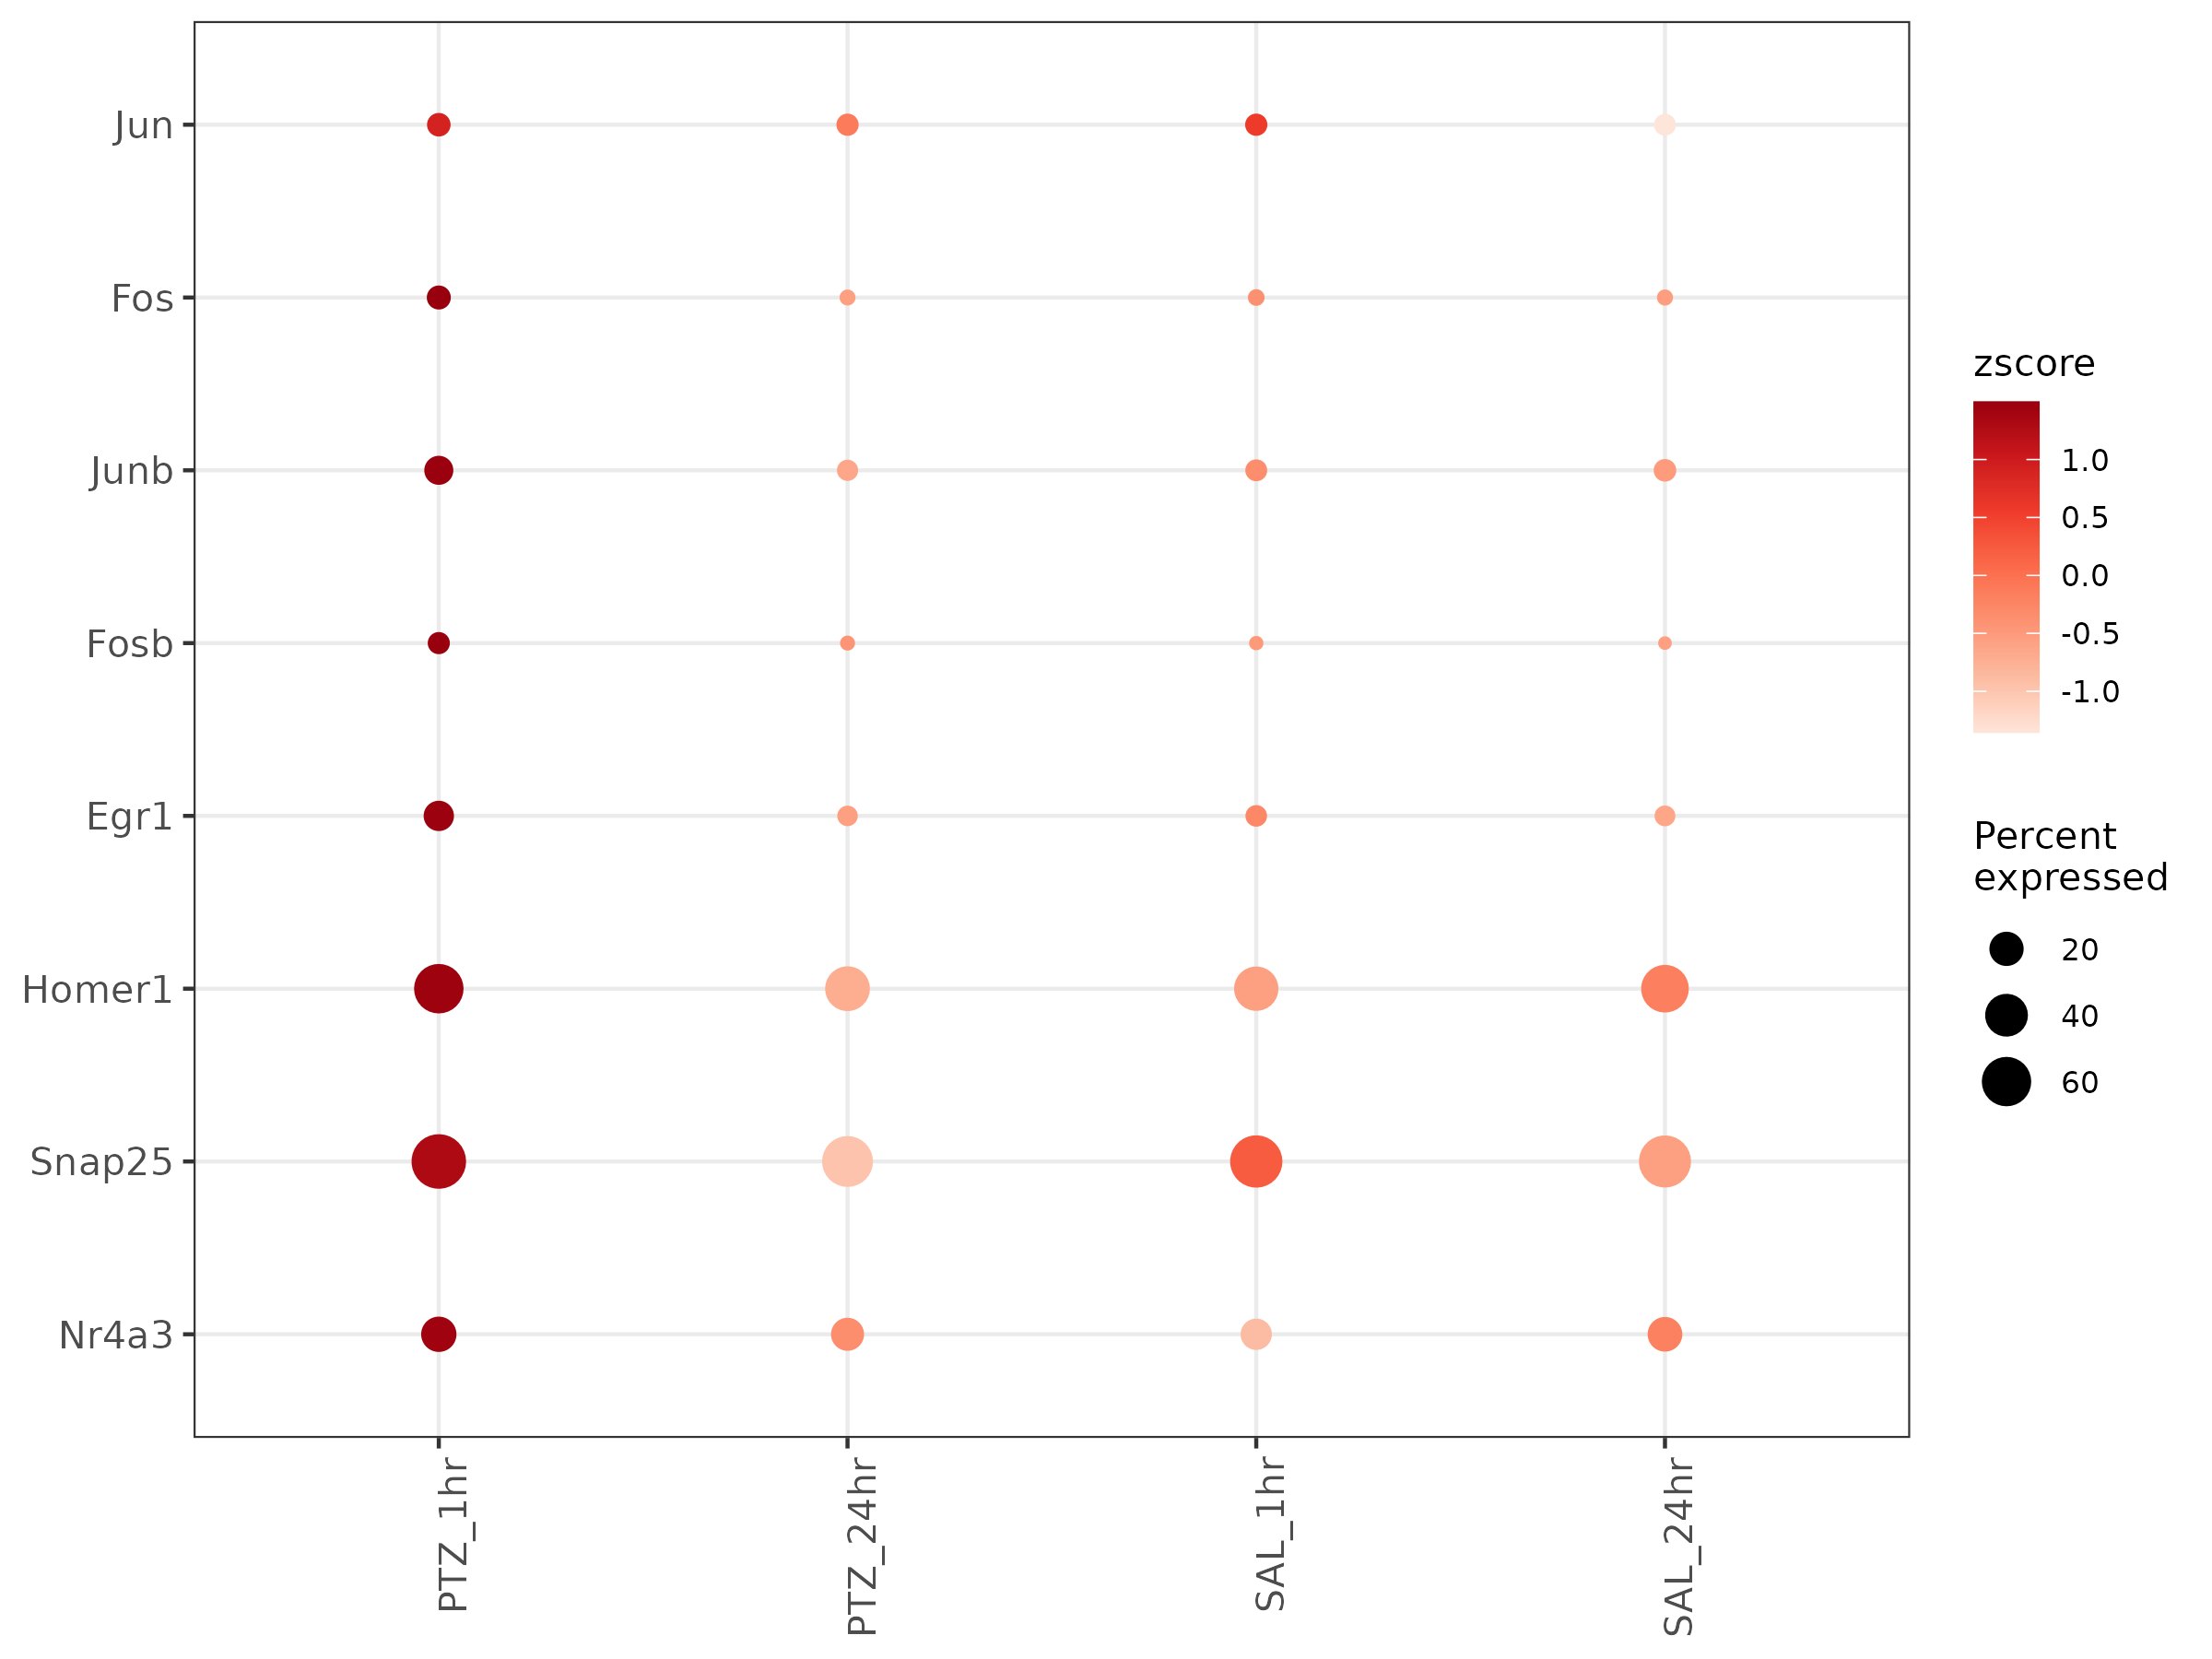 Jun
Fos
Junb
Fosb
Egr1
Homer1
Snap25
Nr4a3
PTZ_1hr
PTZ_24hr
SAL_1hr
SAL_24hr
zscore
1.0
0.5
0.0
-0.5
-1.0
Percent
expressed
20
40
60